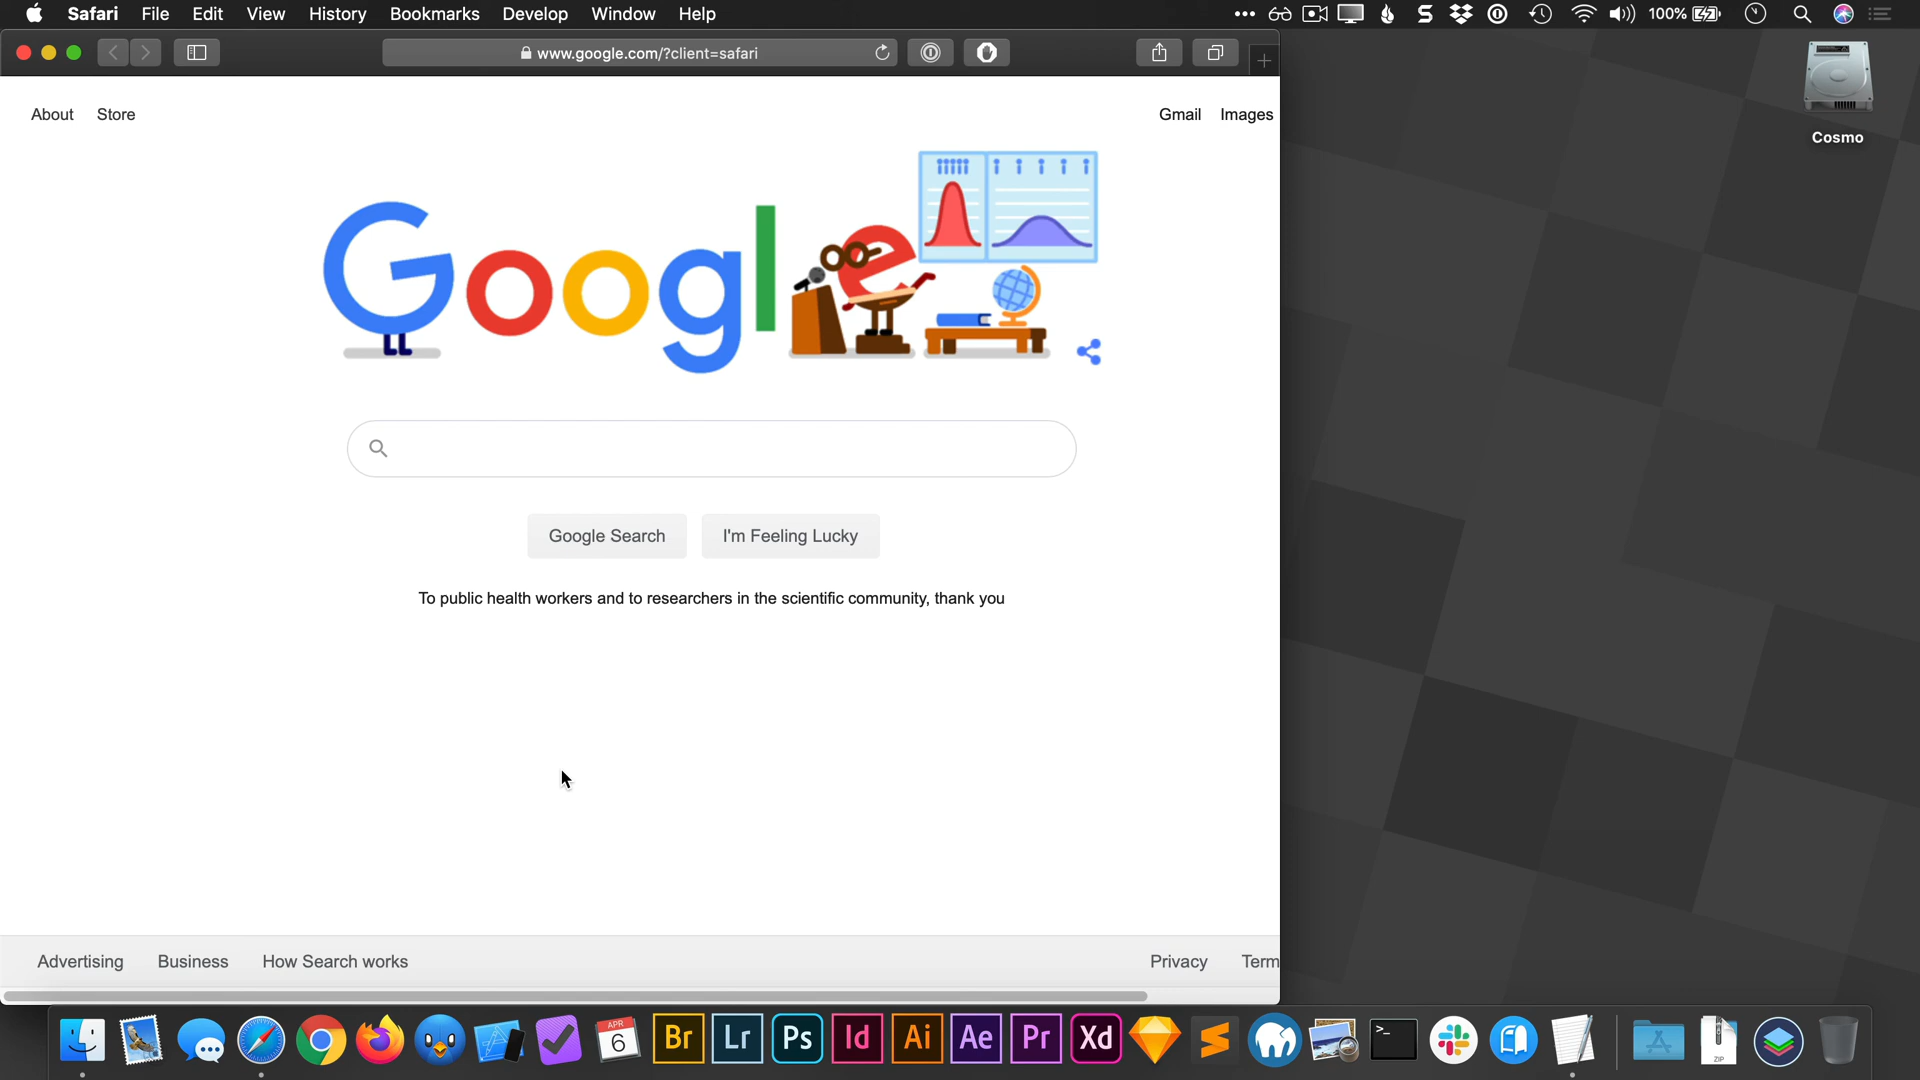 Safari File Edit View History Bookmarks Develop Window Help
100%
www.google.com/?client=safari
Cosmo
About Store Gmail Images
Google
Google Search I'm Feeling Lucky
To public health workers and to researchers in the scientific community, thank you
Advertising Business How Search works Privacy Term
APR
6
Br Lr Ps Id Ai Ae Pr Xd
ZIP